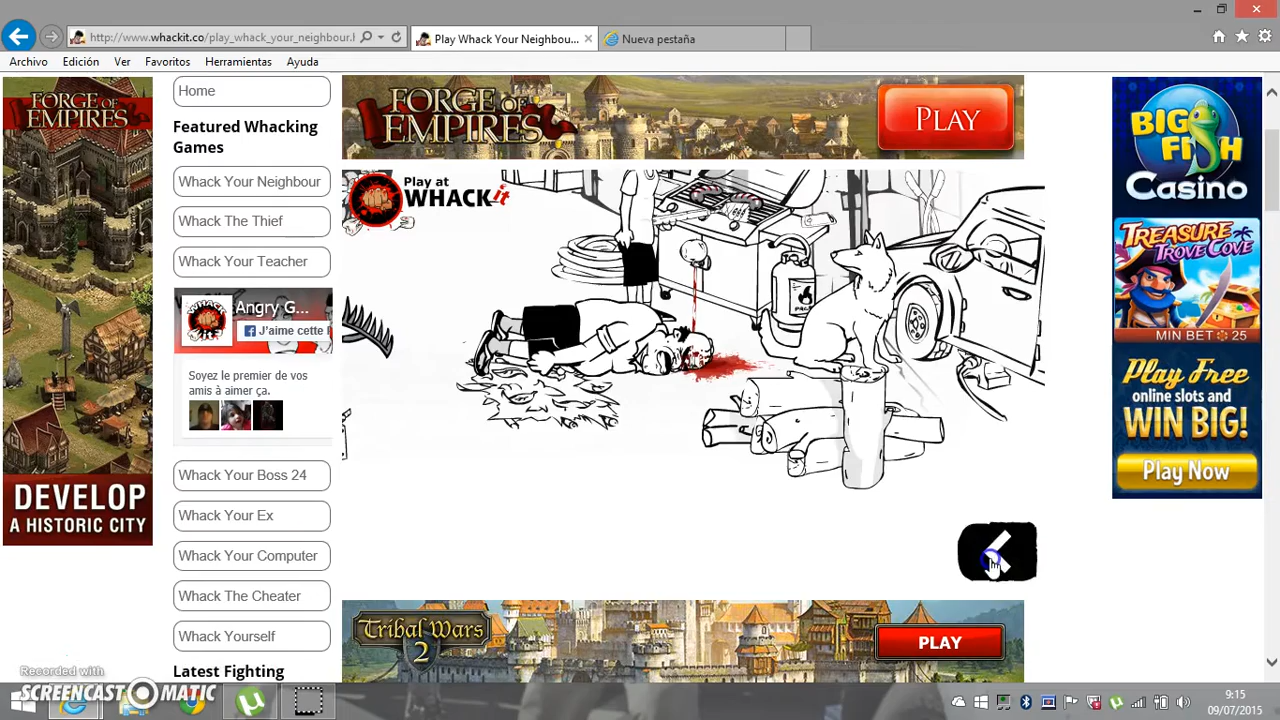 http://www.whackit.co/play_whack_your_neighbour.h
Play Whack Your Neighbou...
Nueva pestaña
Archivo Edición Ver Favoritos Herramientas Ayuda
FORGE OF
EMPIRES
DEVELOP
A HISTORIC CITY
Home
Featured Whacking
Games
Whack Your Neighbour
Whack The Thief
Whack Your Teacher
Angry G...
J'aime cette
Soyez le premier de vos
amis à aimer ça.
Whack Your Boss 24
Whack Your Ex
Whack Your Computer
Whack The Cheater
Whack Yourself
Latest Fighting
FORGE OF
EMPIRES
PLAY
Play at
WHACKit
Tribal Wars
2
PLAY
BIG
FISH
Casino
TREASURE
TROVE COVE
MIN BET 25
Play Free
online slots and
WIN BIG!
Play Now
Recorded with
SCREENCAST MATIC
9:15
09/07/2015